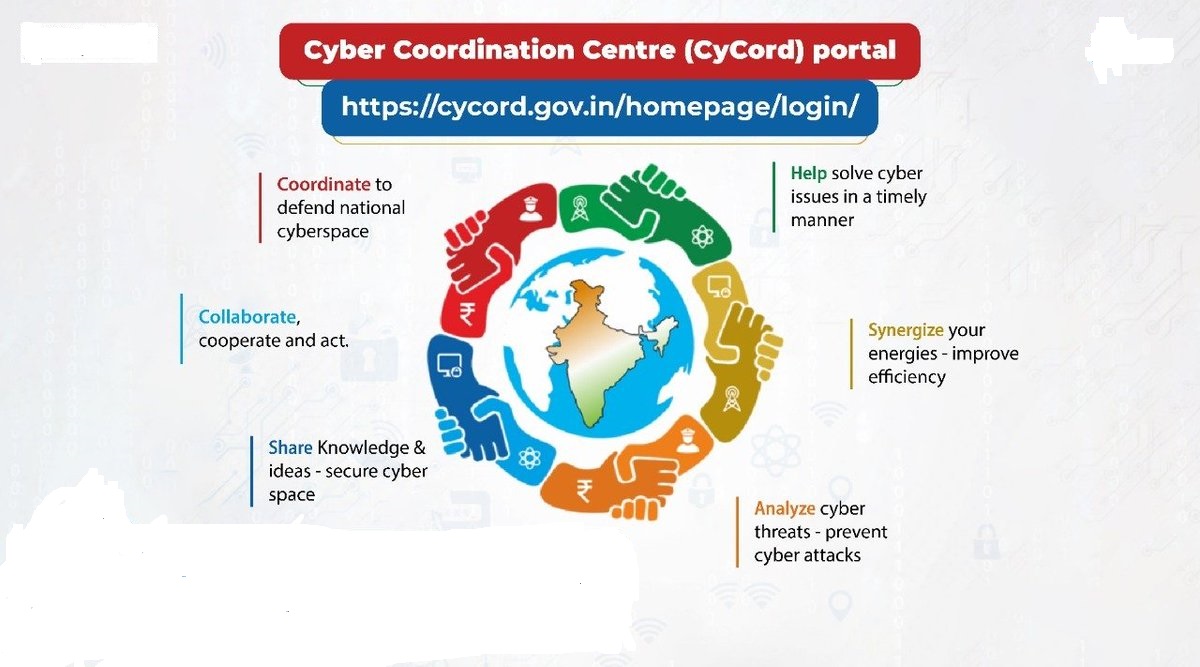 Cyber Coordination Centre (CyCord) portal
https://cycord.gov.in/homepage/login/
Coordinate to
defend national
cyberspace
Help solve cyber
issues in a timely
manner
Collaborate,
cooperate and act.
Synergize your
energies - improve
efficiency
Share Knowledge &
ideas - secure cyber
space
Analyze cyber
threats - prevent
cyber attacks
₹
₹